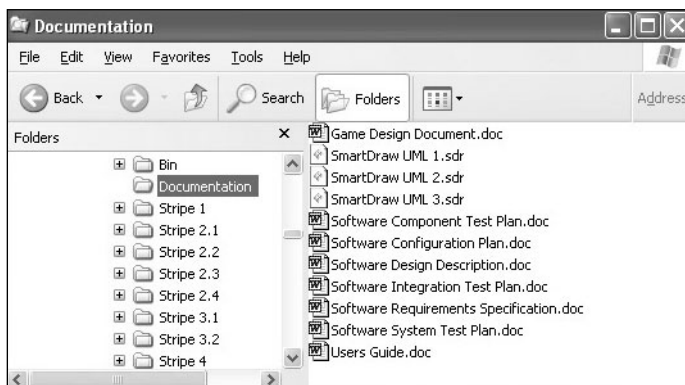 Documentation
File Edit View Favorites Tools Help
Back Search Folders Address
Folders
Bin
Documentation
Stripe 1
Stripe 2.1
Stripe 2.2
Stripe 2.3
Stripe 2.4
Stripe 3.1
Stripe 3.2
Stripe 4
Game Design Document.doc
SmartDraw UML 1.sdr
SmartDraw UML 2.sdr
SmartDraw UML 3.sdr
Software Component Test Plan.doc
Software Configuration Plan.doc
Software Design Description.doc
Software Integration Test Plan.doc
Software Requirements Specification.doc
Software System Test Plan.doc
Users Guide.doc